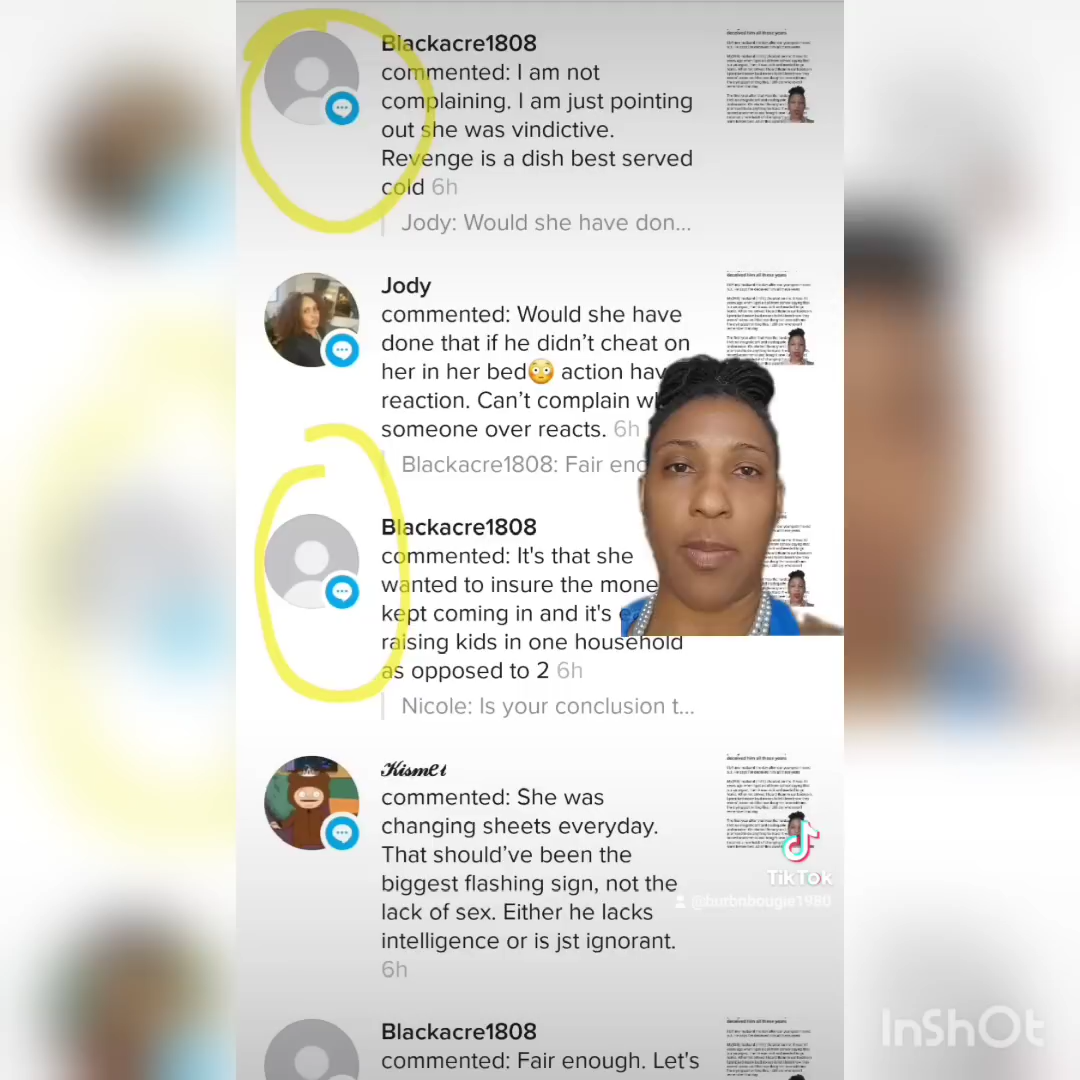 Blackacre1808
commented: I am not
complaining. I am just pointing
out she was vindictive.
Revenge is a dish best served
cold 6h
Jody: Would she have don...
Jody
commented: Would she have
done that if he didn’t cheat on
her in her bed😳 action hav
reaction. Can’t complain
someone over reacts. 6h
Blackacre1808: Fair eno
Blackacre1808
commented: It's that she
wanted to insure the mone
kept coming in and it's
raising kids in one household
as opposed to 2 6h
Nicole: Is your conclusion t...
Kismet
commented: She was
changing sheets everyday.
That should’ve been the
biggest flashing sign, not the
lack of sex. Either he lacks
intelligence or is jst ignorant.
6h
TikTok
@burbnbougie1980
Blackacre1808
commented: Fair enough. Let's
InShOt